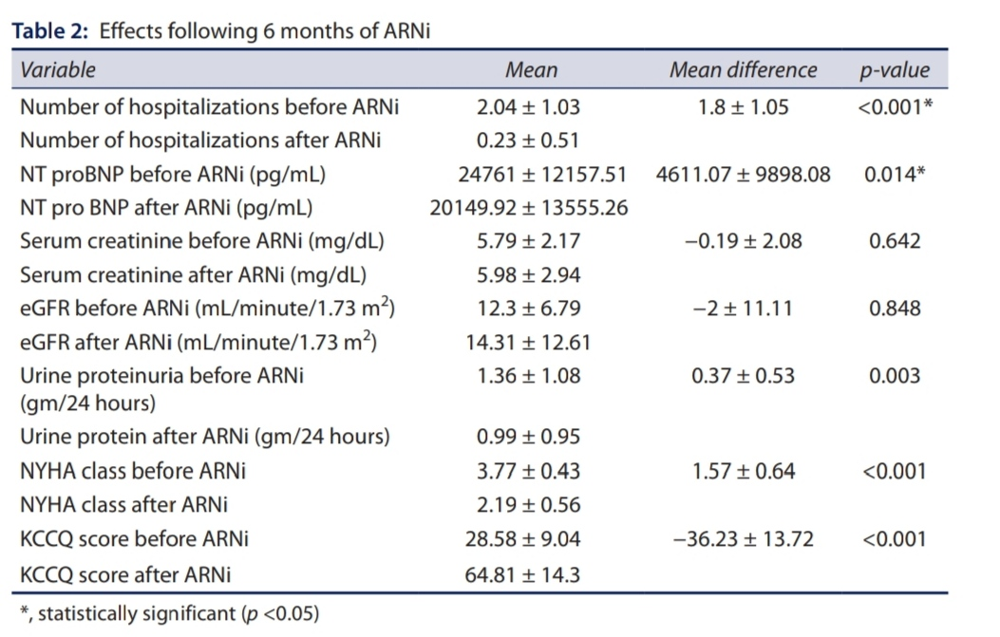 Table 2: Effects following 6 months of ARNi
Variable Mean Mean difference p-value
Number of hospitalizations before ARNi 2.04 ± 1.03 1.8 ± 1.05 <0.001*
Number of hospitalizations after ARNi 0.23 ± 0.51
NT proBNP before ARNi (pg/mL) 24761 ± 12157.51 4611.07 ± 9898.08 0.014*
NT pro BNP after ARNi (pg/mL) 20149.92 ± 13555.26
Serum creatinine before ARNi (mg/dL) 5.79 ± 2.17 −0.19 ± 2.08 0.642
Serum creatinine after ARNi (mg/dL) 5.98 ± 2.94
eGFR before ARNi (mL/minute/1.73 m²) 12.3 ± 6.79 −2 ± 11.11 0.848
eGFR after ARNi (mL/minute/1.73 m²) 14.31 ± 12.61
Urine proteinuria before ARNi 1.36 ± 1.08 0.37 ± 0.53 0.003
(gm/24 hours)
Urine protein after ARNi (gm/24 hours) 0.99 ± 0.95
NYHA class before ARNi 3.77 ± 0.43 1.57 ± 0.64 <0.001
NYHA class after ARNi 2.19 ± 0.56
KCCQ score before ARNi 28.58 ± 9.04 −36.23 ± 13.72 <0.001
KCCQ score after ARNi 64.81 ± 14.3
*, statistically significant (p <0.05)